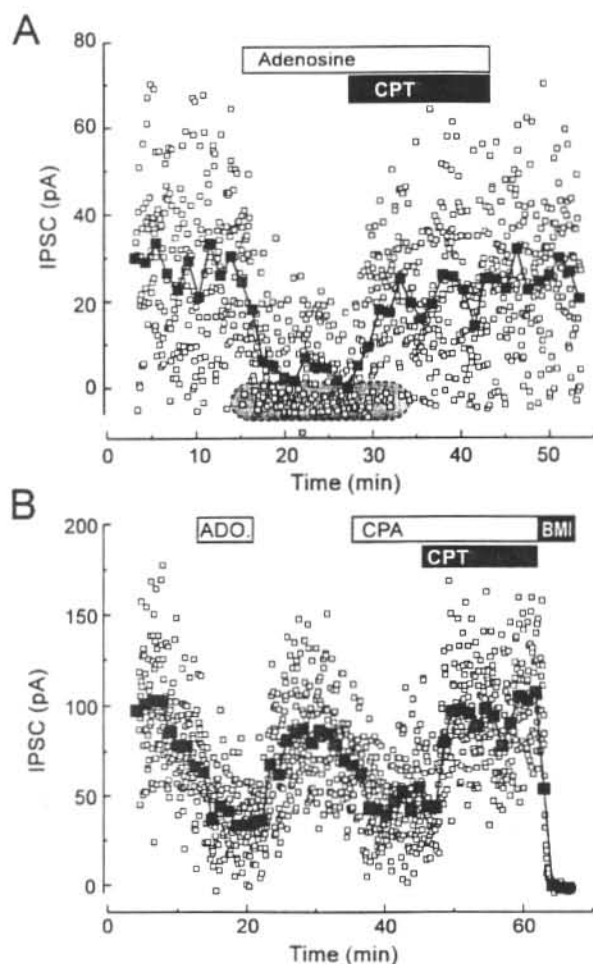 A
80
Adenosine
CPT
60
40
20
0
IPSC (pA)
0 10 20 30 40 50
Time (min)
B
200
ADO. CPA BMI
CPT
150
100
50
0
IPSC (pA)
0 20 40 60
Time (min)